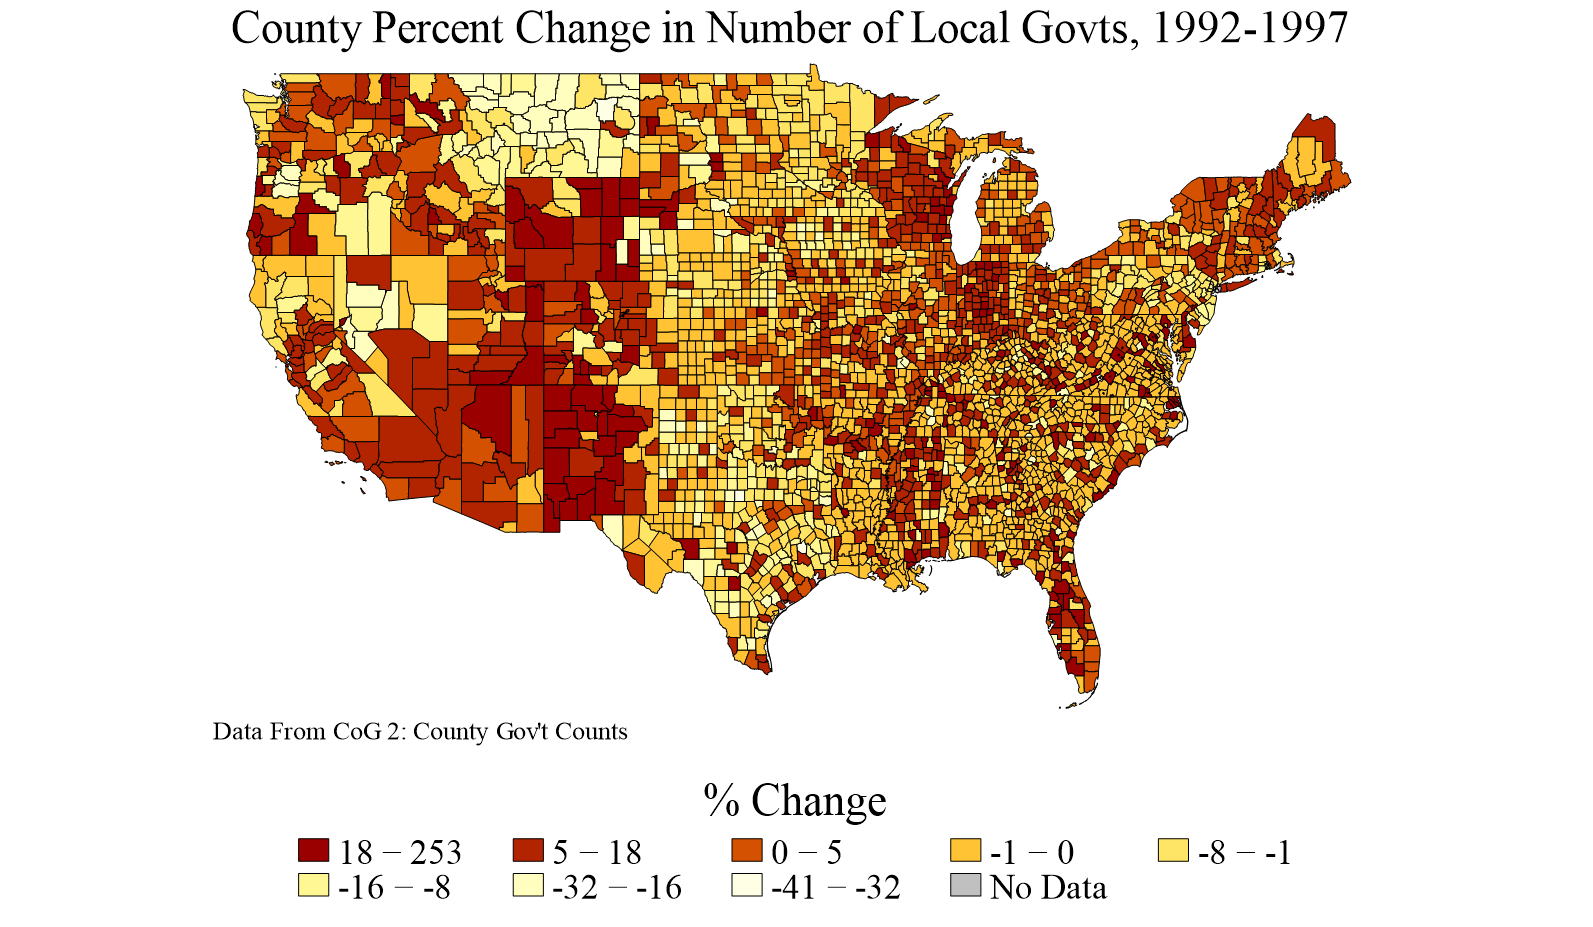 County Percent Change in Number of Local Govts, 1992-1997
Data From CoG 2: County Gov't Counts
% Change
18 − 253 5 − 18 0 − 5 -1 − 0 -8 − -1
-16 − -8 -32 − -16 -41 − -32 No Data